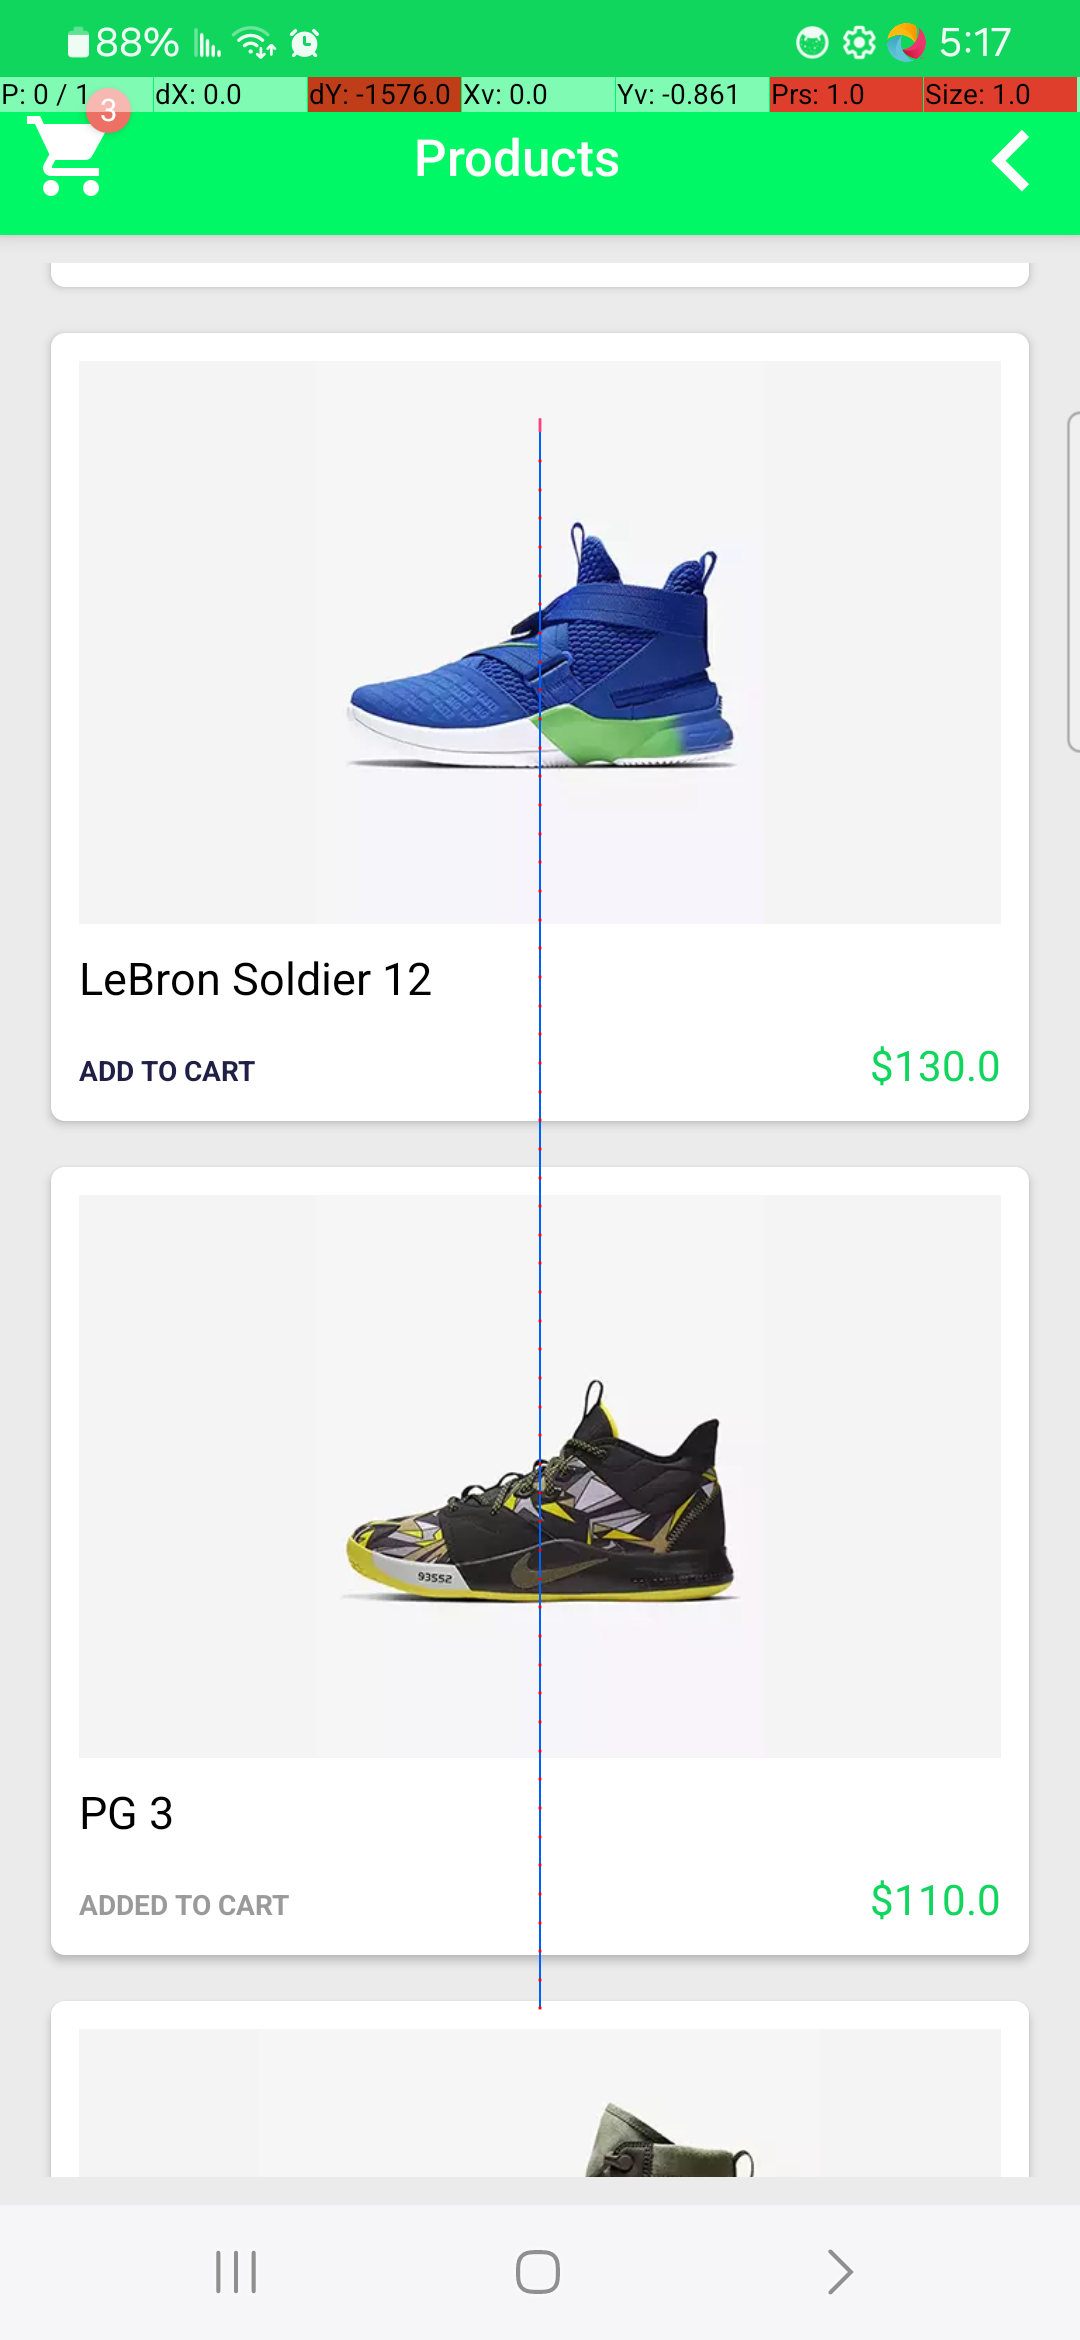 88% 5:17
P: 0 / 1 dX: 0.0 dY: -1576.0 Xv: 0.0 Yv: -0.861 Prs: 1.0 Size: 1.0
3
Products
LeBron Soldier 12
ADD TO CART $130.0
93552
PG 3
ADDED TO CART $110.0